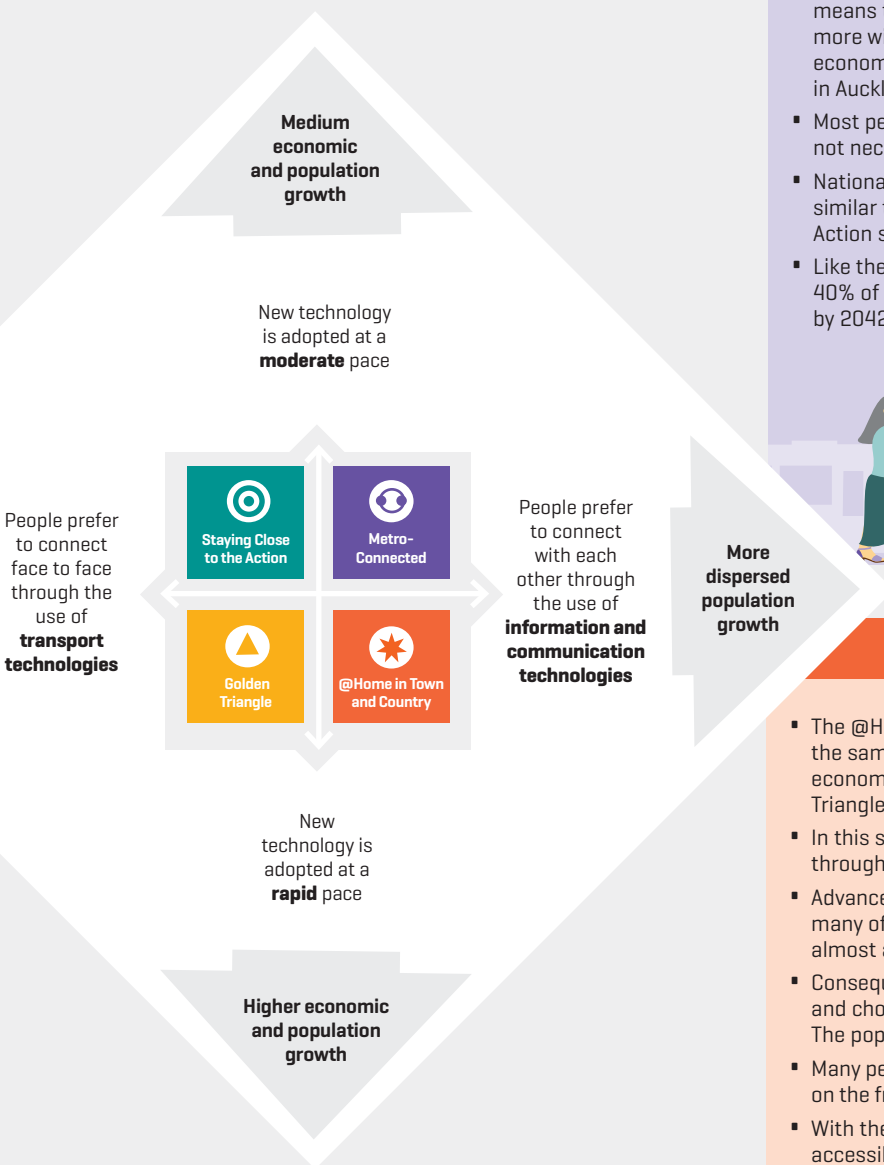 Medium
economic
and population
growth
New technology
is adopted at a
moderate pace
People prefer
to connect
face to face
through the
use of
transport
technologies
Staying Close
to the Action
Metro-
Connected
Golden
Triangle
@Home in Town
and Country
People prefer
to connect
with each
other through
the use of
information and
communication
technologies
More
dispersed
population
growth
New
technology is
adopted at a
rapid pace
Higher economic
and population
growth
means
more
econom
in Auckl
▪ Most pe
not nec
▪ Nationa
similar
Action s
▪ Like the
40% of
by 2042
▪ The @H
the sam
econom
Triangle
▪ In this s
through
▪ Advance
many of
almost a
▪ Consequ
and cho
The pop
▪ Many pe
on the fr
▪ With the
accessi